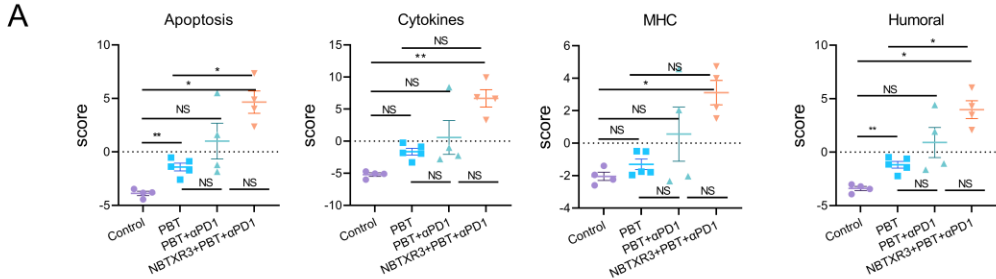 A
Apoptosis
score
10
5
0
-5
*
*
NS
**
NS
NS
Control
PBT
PBT+αPD1
NBTXR3+PBT+αPD1
Cytokines
score
15
10
5
0
-5
-10
NS
**
NS
NS
NS
NS
Control
PBT
PBT+αPD1
NBTXR3+PBT+αPD1
MHC
score
6
4
2
0
-2
-4
NS
*
NS
NS
NS
NS
Control
PBT
PBT+αPD1
NBTXR3+PBT+αPD1
Humoral
score
10
5
0
-5
*
*
NS
**
NS
NS
Control
PBT
PBT+αPD1
NBTXR3+PBT+αPD1